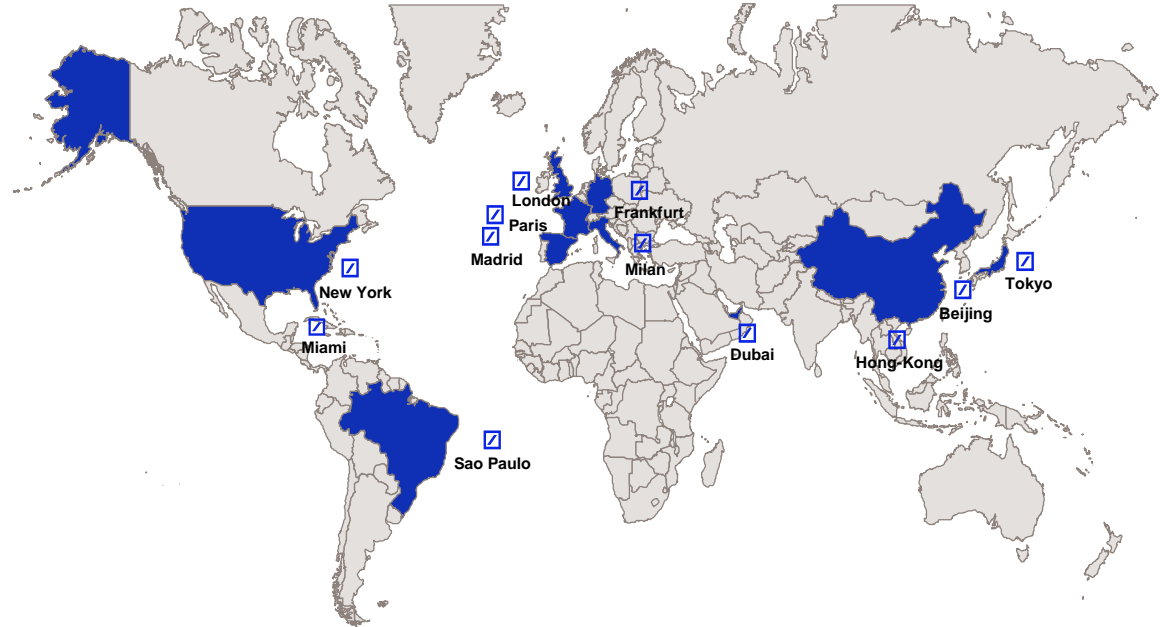 London
Frankfurt
Paris
Madrid
Milan
New York
Tokyo
Beijing
Miami
Dubai
Hong-Kong
Sao Paulo